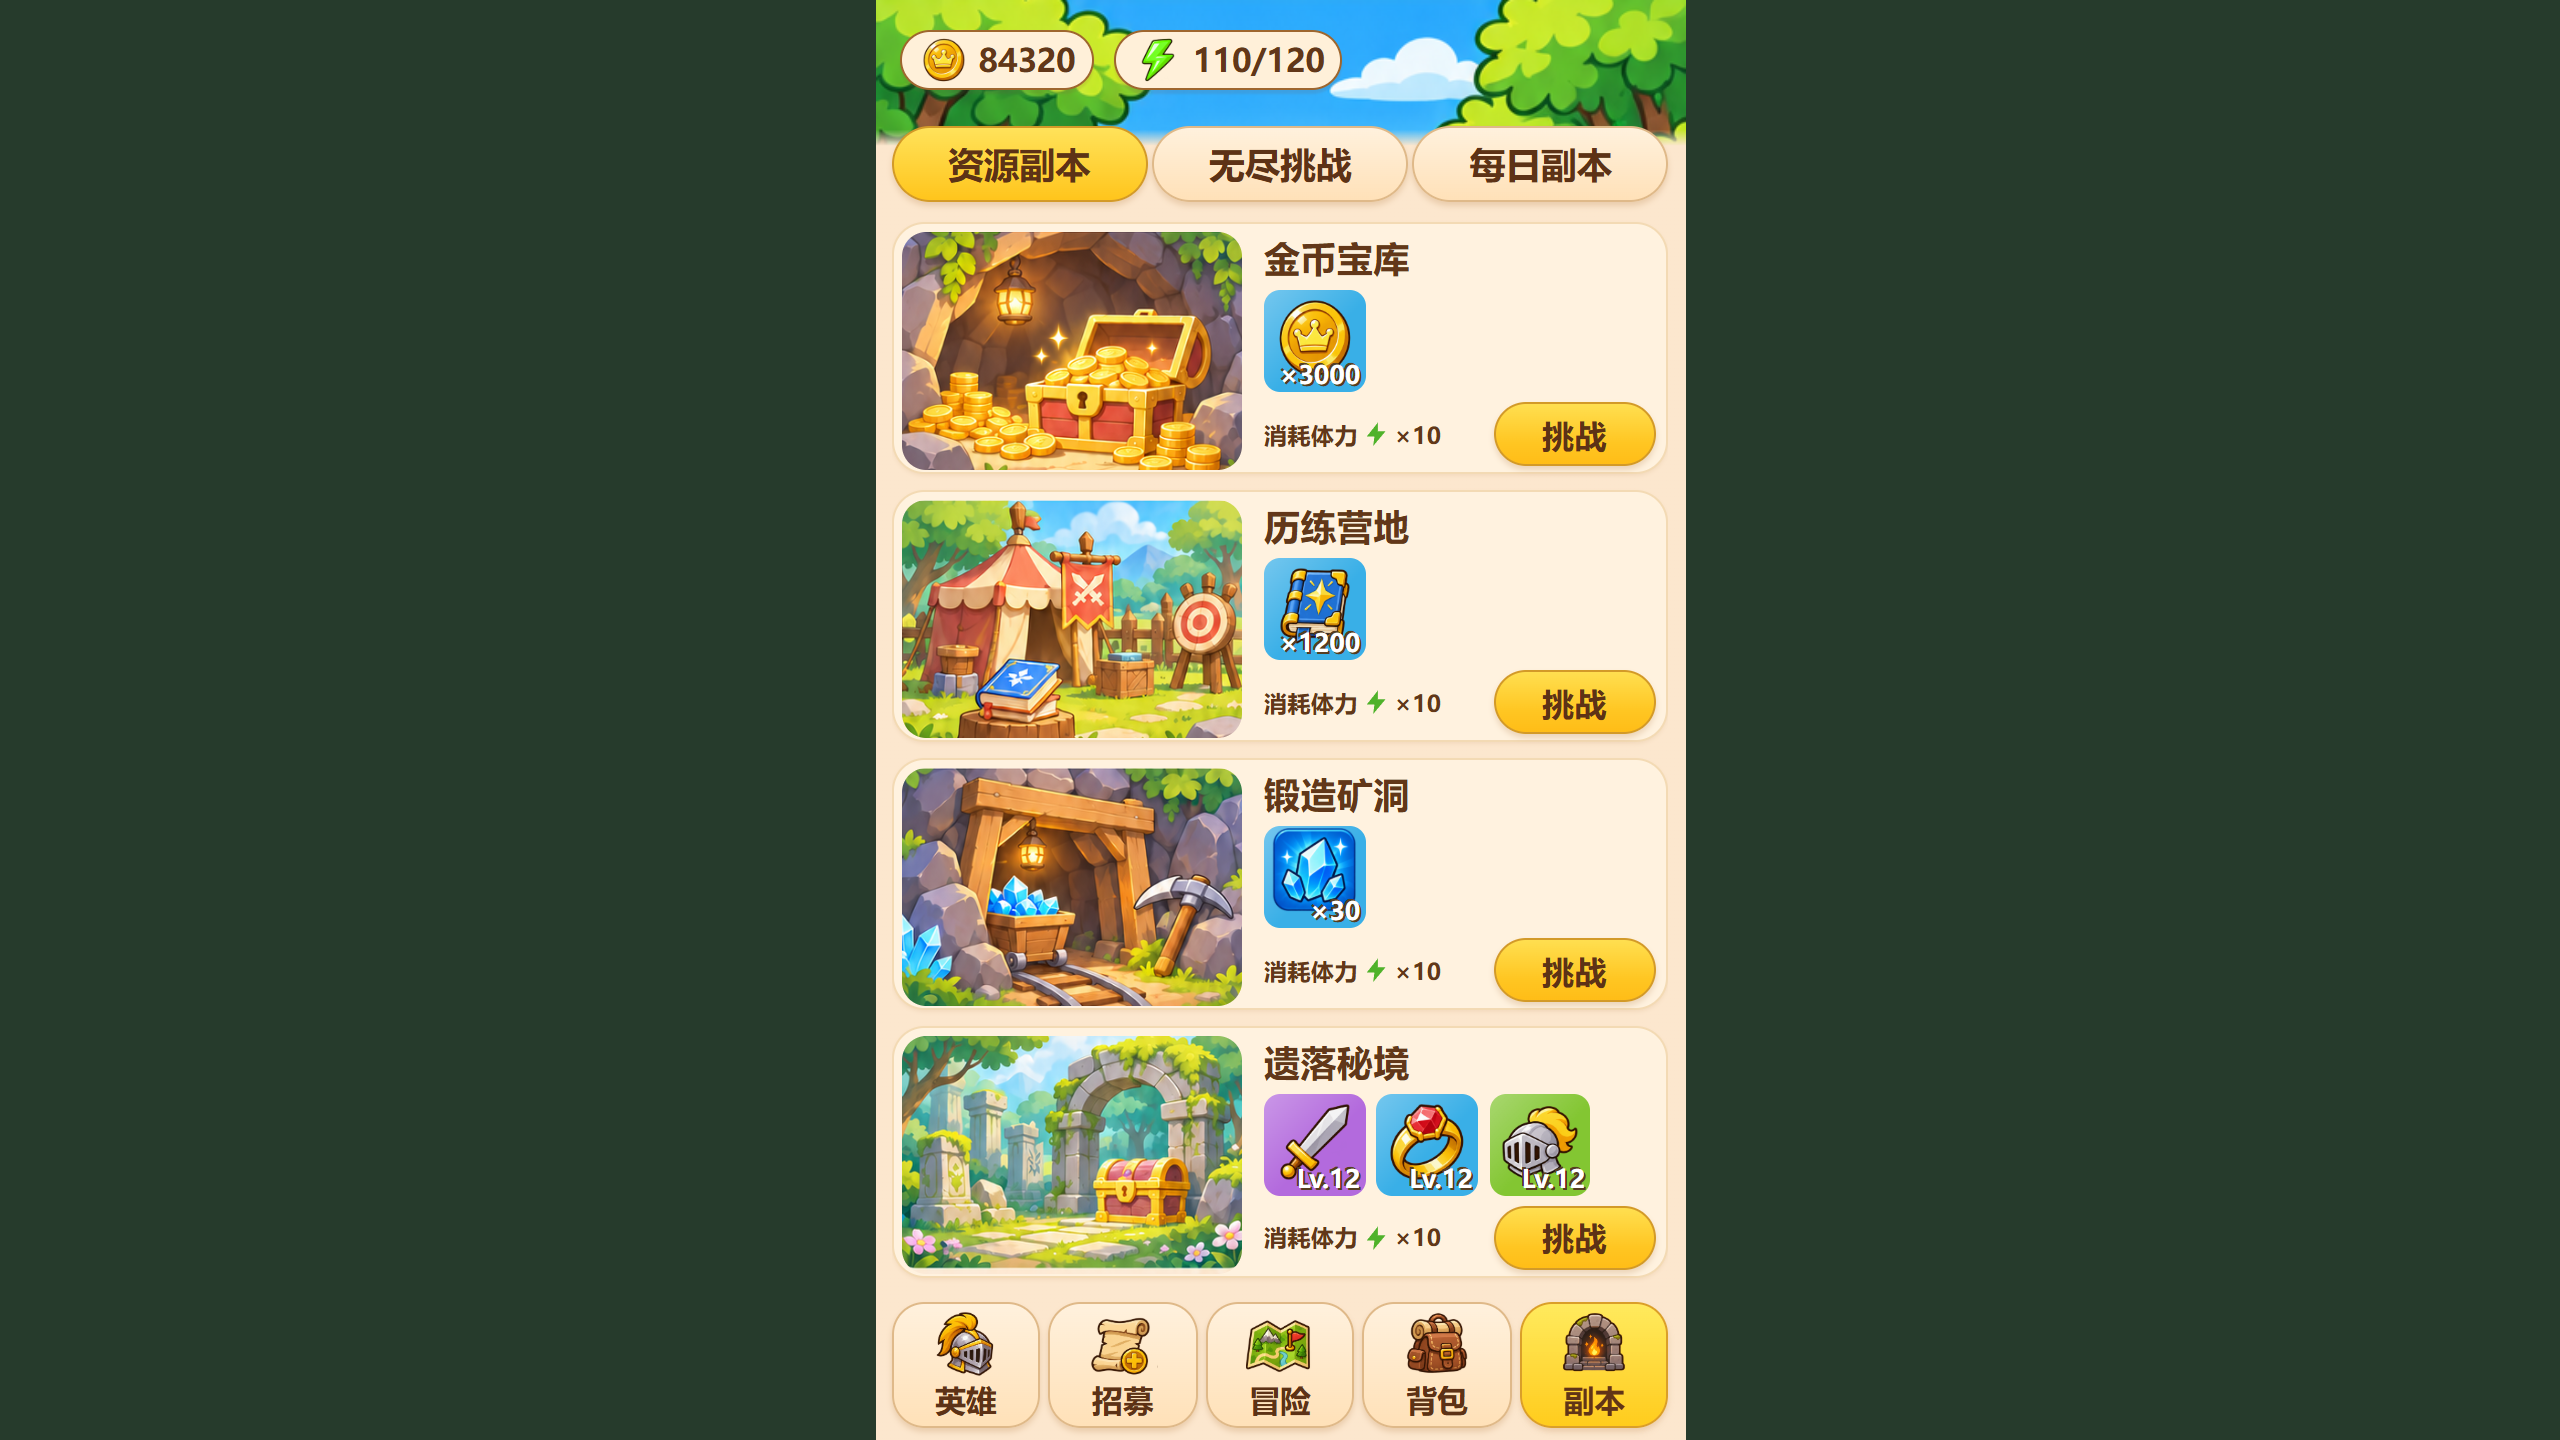 84320
110/120
资源副本
无尽挑战
每日副本
金币宝库
×3000
消耗体力 ×10
挑战
历练营地
×1200
消耗体力 ×10
挑战
锻造矿洞
×30
消耗体力 ×10
挑战
遗落秘境
Lv.12
Lv.12
Lv.12
消耗体力 ×10
挑战
英雄
招募
冒险
背包
副本